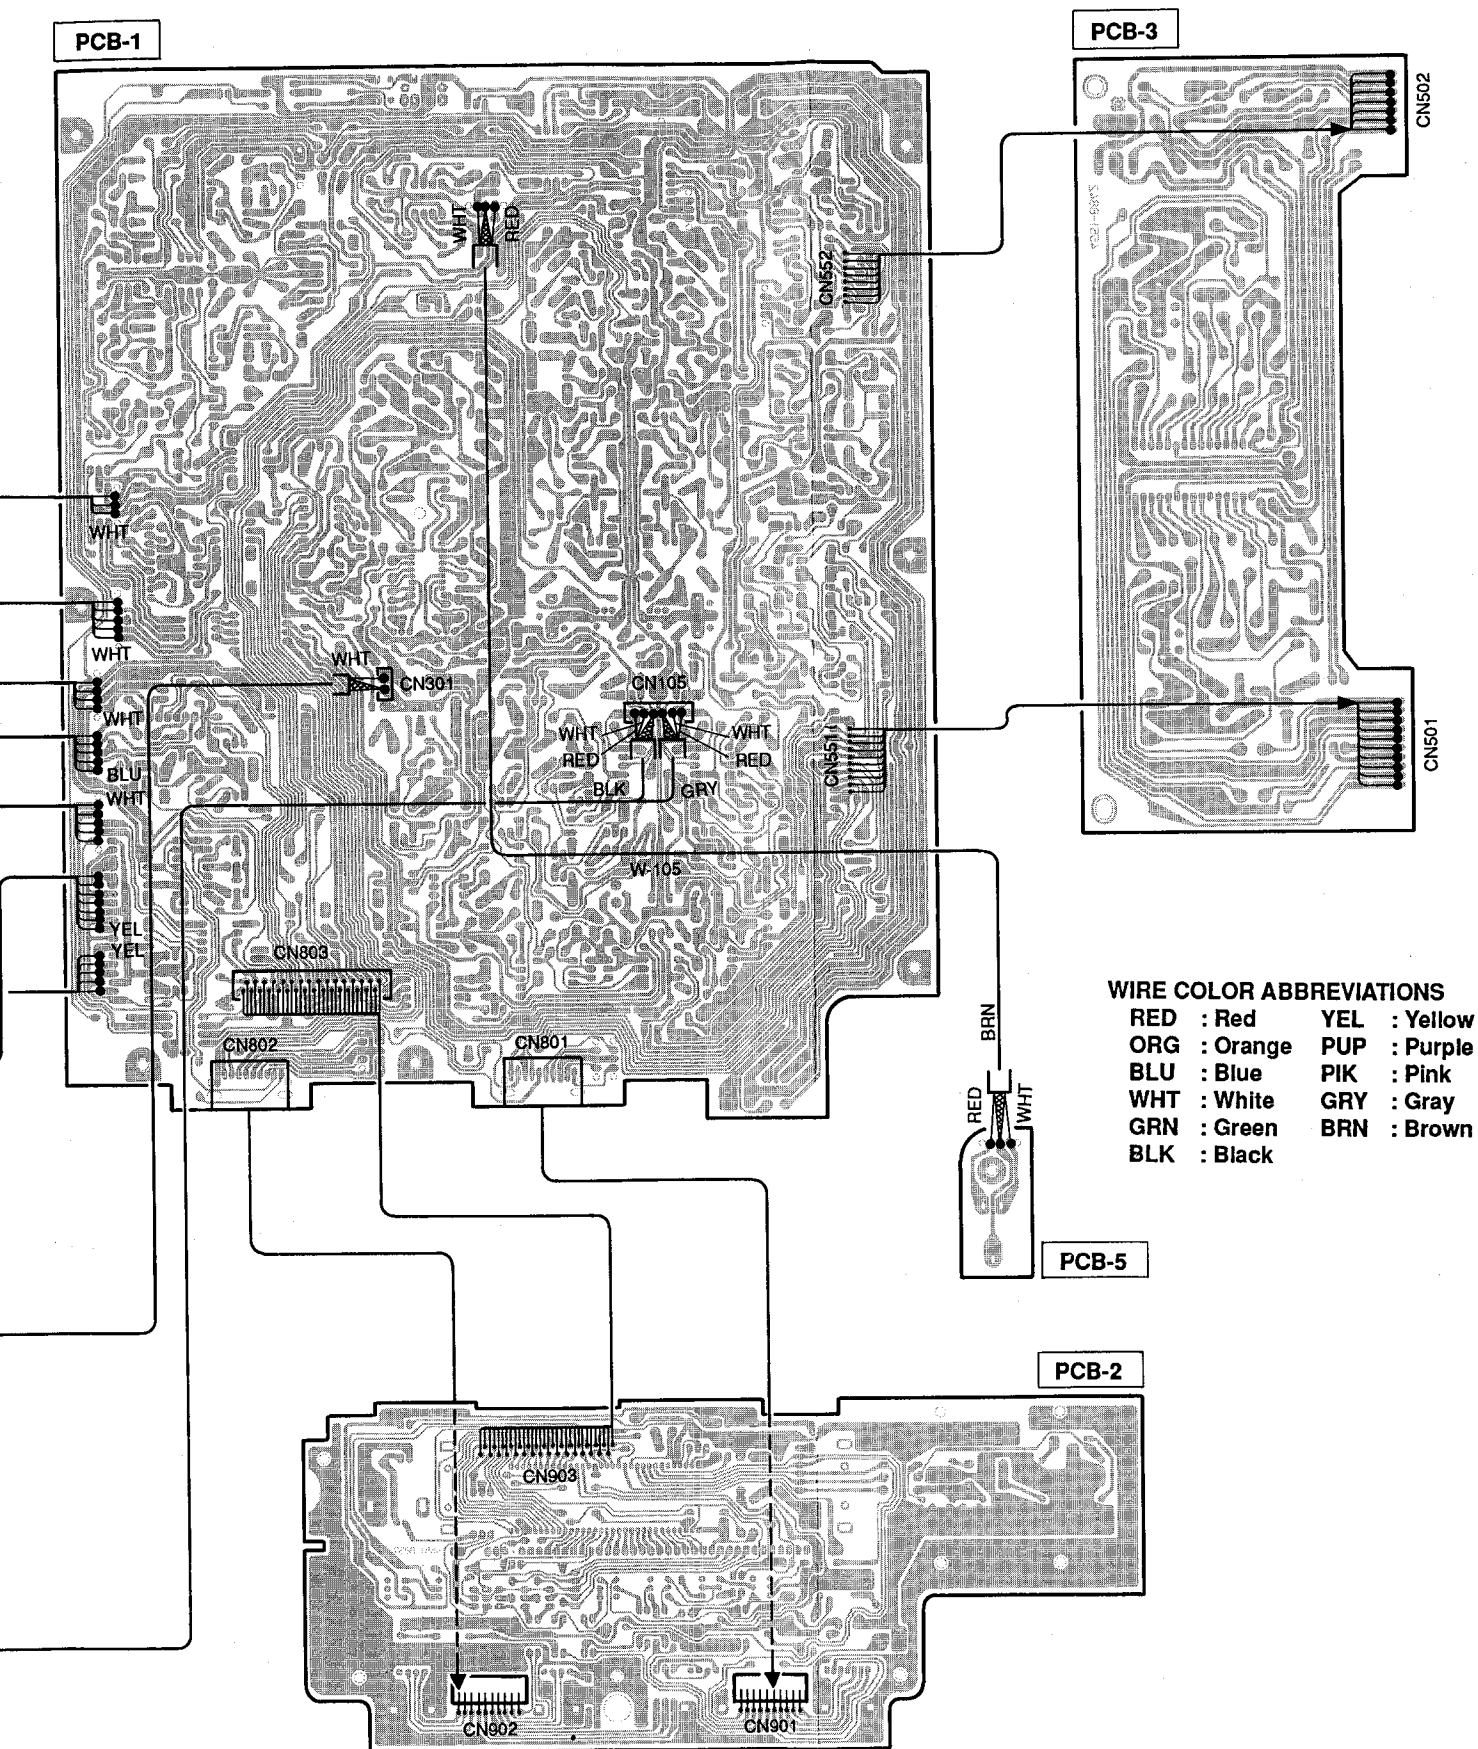 PCB-1
PCB-3
CN502
WHT
RED
CN552
WHT
WHT
WHT
CN301
CN105
WHT
WHT
WHT
RED
RED
CN551
CN501
BLU
WHT
BLK
GRY
W-105
YEL
YEL
CN803
CN802
CN801
BRN
WIRE COLOR ABBREVIATIONS
RED : Red YEL : Yellow
ORG : Orange PUP : Purple
BLU : Blue PIK : Pink
WHT : White GRY : Gray
GRN : Green BRN : Brown
BLK : Black
RED
WHT
PCB-5
PCB-2
CN903
CN902
CN901